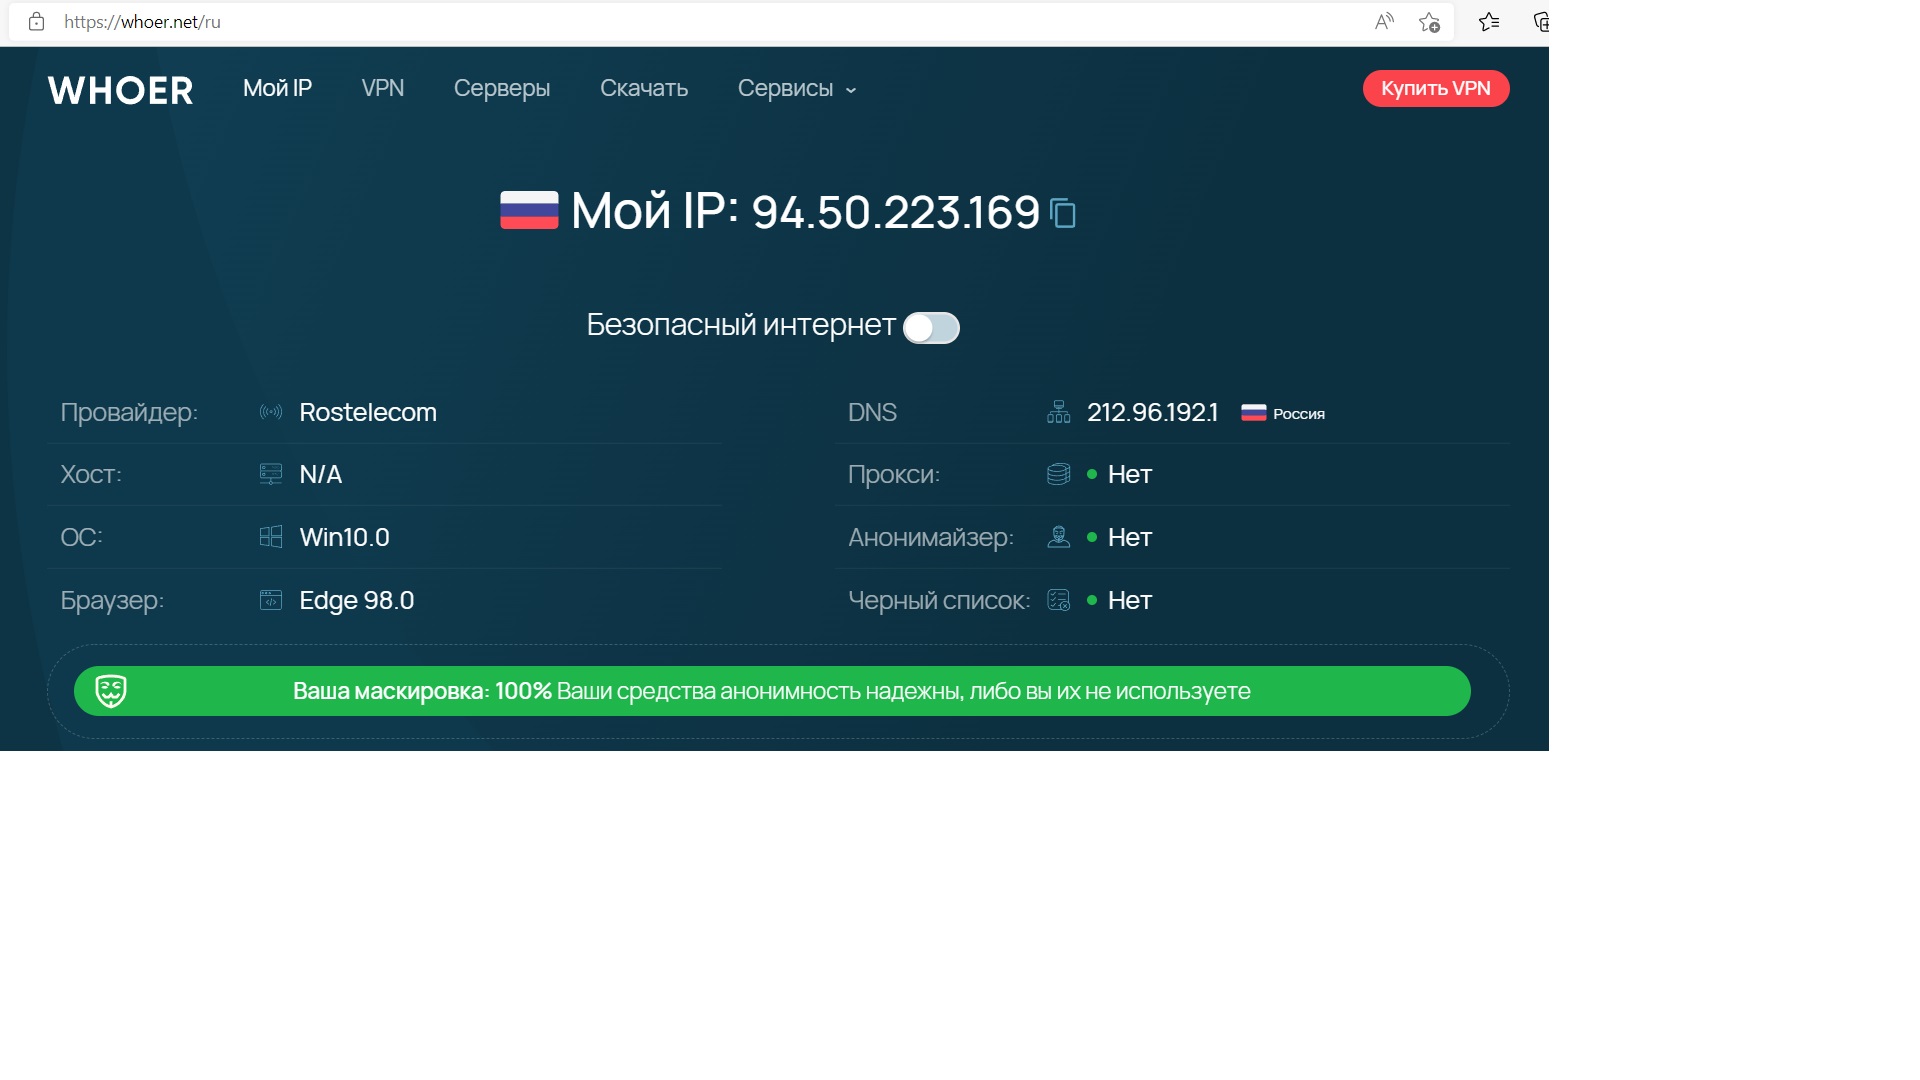 https://whoer.net/ru
WHOER Мой IP VPN Серверы Скачать Сервисы Купить VPN
Мой IP: 94.50.223.169
Безопасный интернет
Провайдер: Rostelecom
DNS 212.96.192.1 Россия
Хост: N/A
Прокси: Нет
ОС: Win10.0
Анонимайзер: Нет
Браузер: Edge 98.0
Черный список: Нет
Ваша маскировка: 100% Ваши средства анонимность надежны, либо вы их не используете